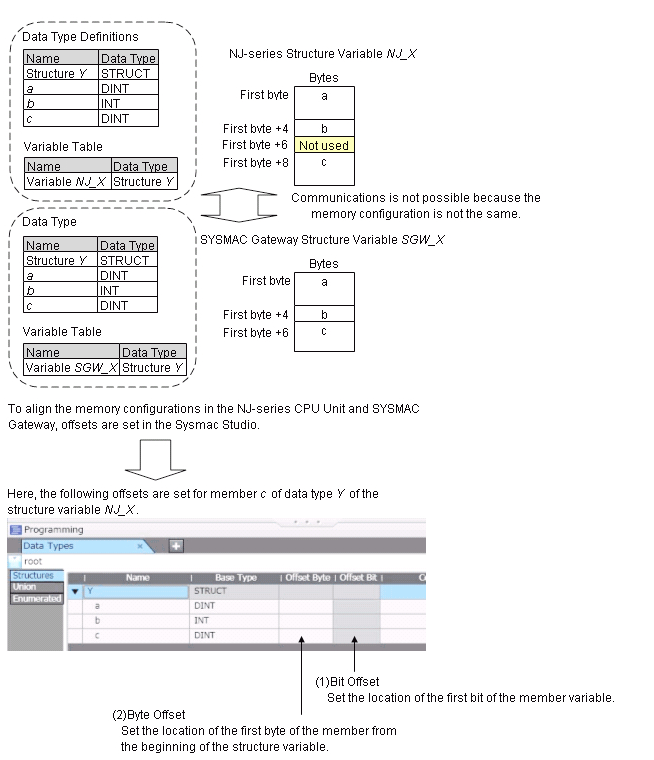 Data Type Definitions
Name Data Type
Structure Y STRUCT
a DINT
b INT
c DINT
Variable Table
Name Data Type
Variable NJ_X Structure Y
NJ-series Structure Variable NJ_X
Bytes
First byte a
First byte +4 b
First byte +6 Not used
First byte +8 c
Communications is not possible because the
memory configuration is not the same.
Data Type
Name Data Type
Structure Y STRUCT
a DINT
b INT
c DINT
Variable Table
Name Data Type
Variable SGW_X Structure Y
SYSMAC Gateway Structure Variable SGW_X
Bytes
First byte a
First byte +4 b
First byte +6 c
To align the memory configurations in the NJ-series CPU Unit and SYSMAC
Gateway, offsets are set in the Sysmac Studio.
Here, the following offsets are set for member c of data type Y of the
structure variable NJ_X.
Programming
Data Types × +
root
Structures
Union
Enumerated
Name Base Type Offset Byte Offset Bit
Y STRUCT
a DINT
b INT
c DINT
(1)Bit Offset
Set the location of the first bit of the member variable.
(2)Byte Offset
Set the location of the first byte of the member from
the beginning of the structure variable.